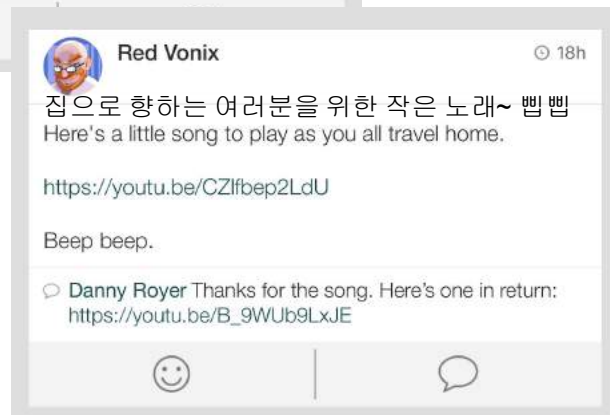 Red Vonix
18h
집으로 향하는 여러분을 위한 작은 노래~ 삡삡
Here's a little song to play as you all travel home.
https://youtu.be/CZlfbep2LdU
Beep beep.
Danny Royer Thanks for the song. Here's one in return:
https://youtu.be/B_9WUb9LxJE